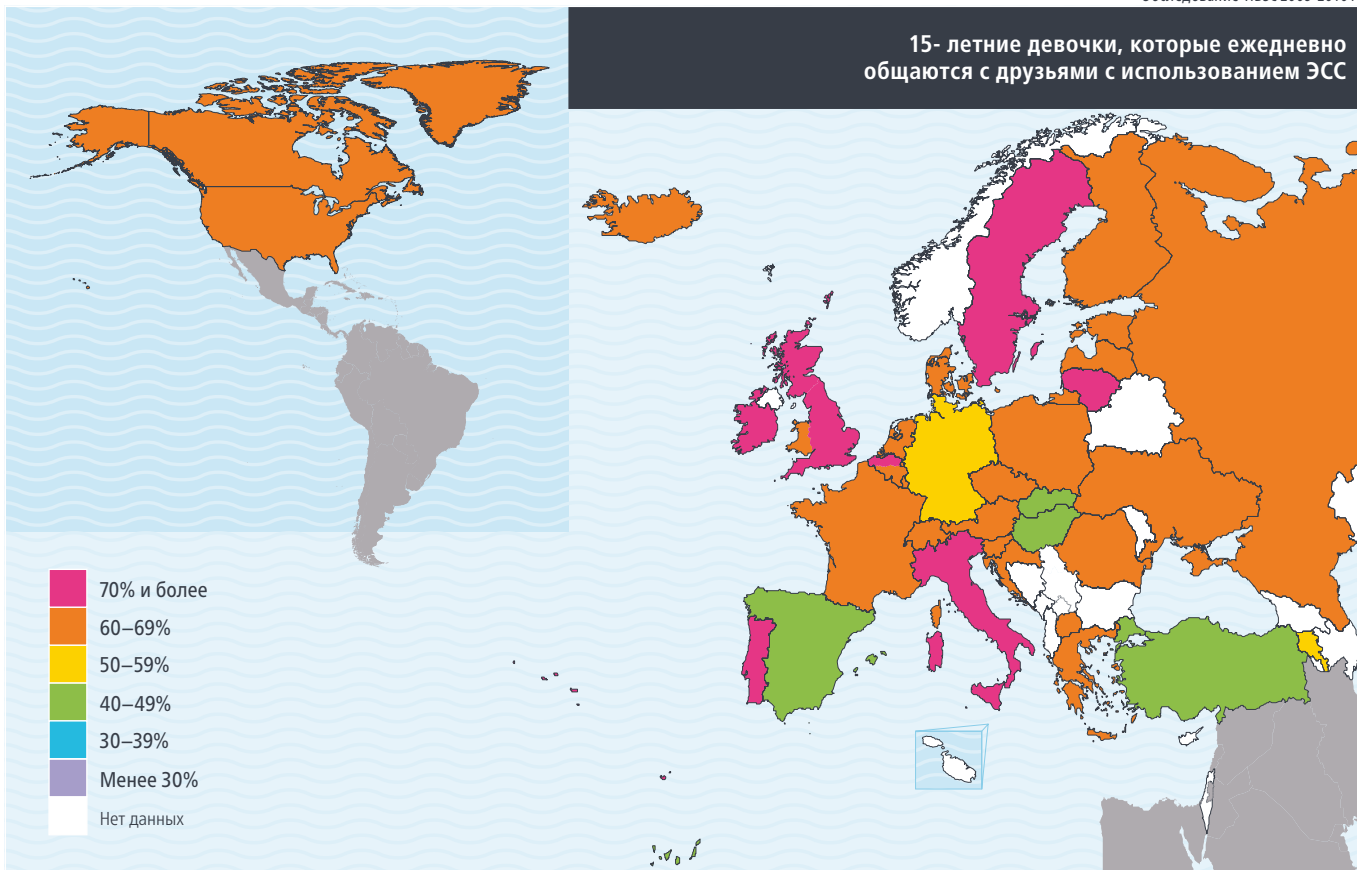 15- летние девочки, которые ежедневно
общаются с друзьями с использованием ЭСС
70% и более
60–69%
50–59%
40–49%
30–39%
Менее 30%
Нет данных